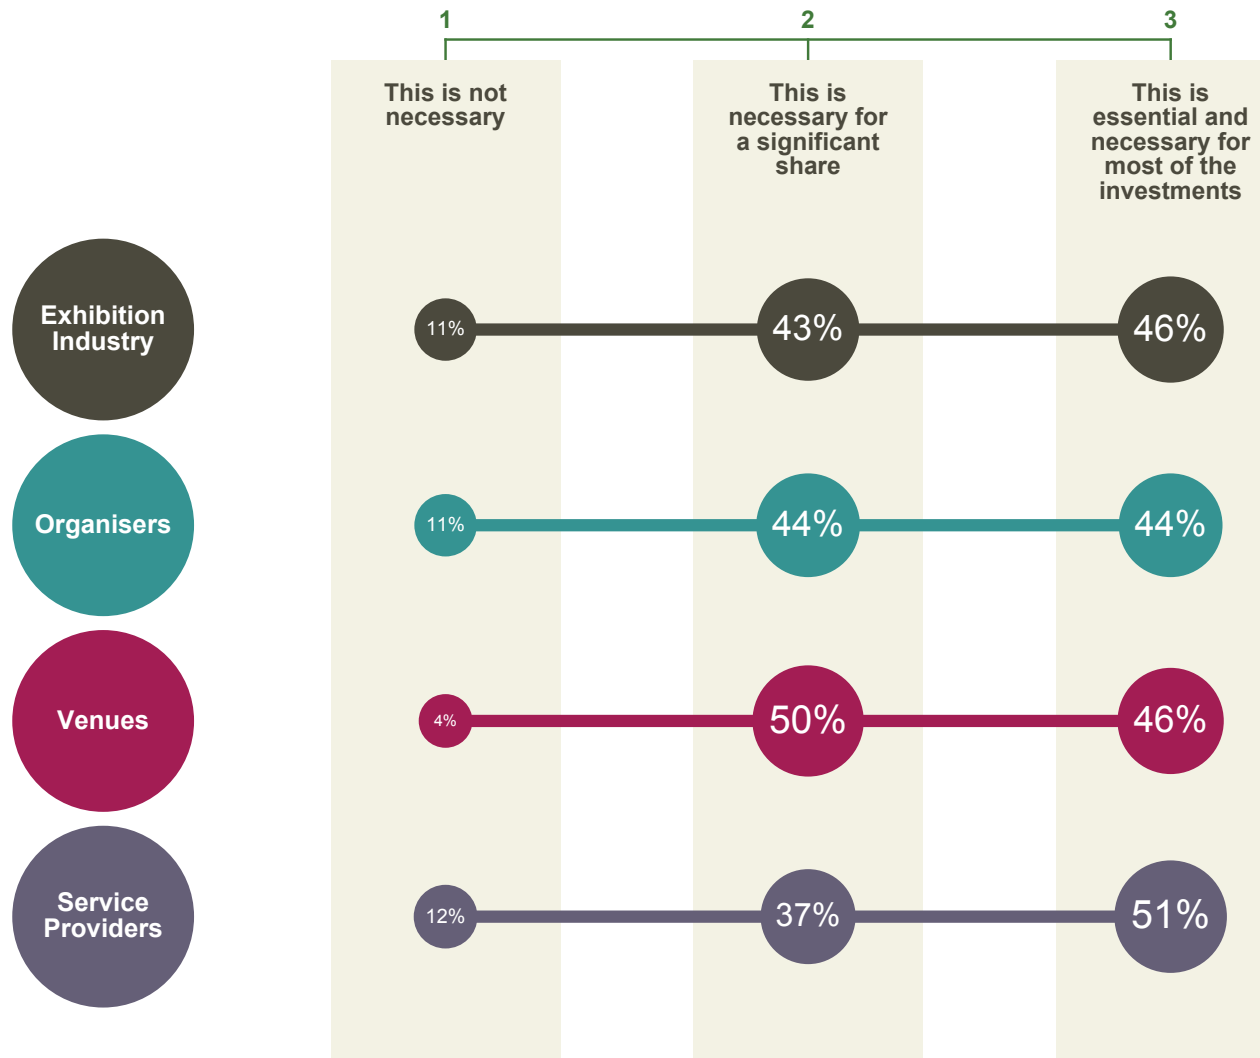 1
2
3
This is not
necessary
This is
necessary for
a significant
share
This is
essential and
necessary for
most of the
investments
Exhibition
Industry
11%
43%
46%
Organisers
11%
44%
44%
Venues
4%
50%
46%
Service
Providers
12%
37%
51%